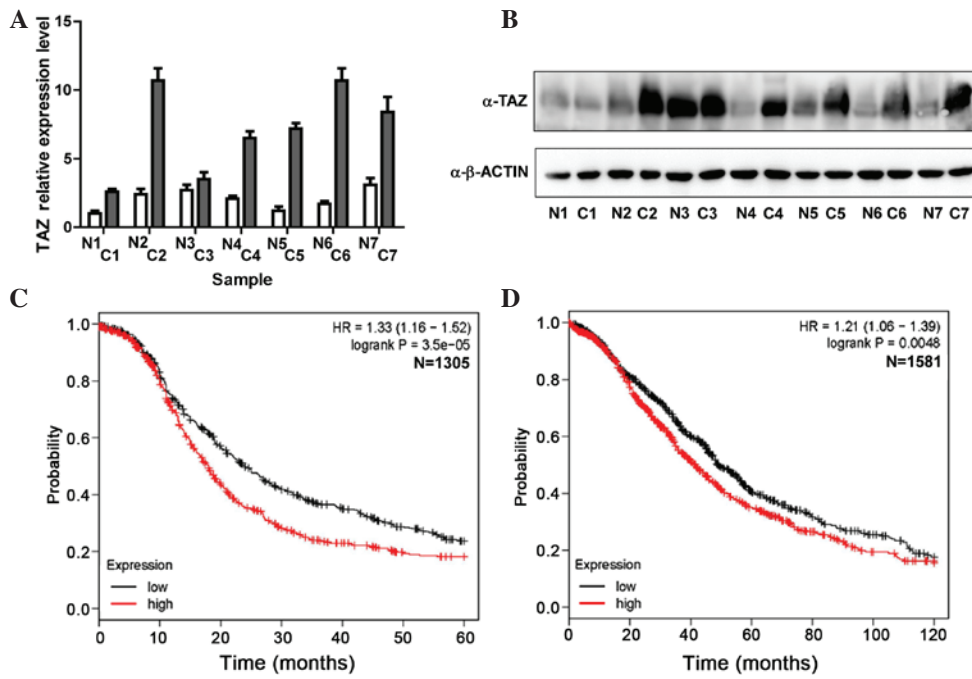 A
TAZ relative expression level
15
10
5
0
N1 N2 N3 N4 N5 N6 N7
C1 C2 C3 C4 C5 C6 C7
Sample
B
α-TAZ
α-β-ACTIN
N1 C1 N2 C2 N3 C3 N4 C4 N5 C5 N6 C6 N7 C7
C
HR = 1.33 (1.16 − 1.52)
logrank P = 3.5e−05
N=1305
Probability
1.0
0.8
0.6
0.4
0.2
0.0
Expression
low
high
0 10 20 30 40 50 60
Time (months)
D
HR = 1.21 (1.06 − 1.39)
logrank P = 0.0048
N=1581
Probability
1.0
0.8
0.6
0.4
0.2
0.0
Expression
low
high
0 20 40 60 80 100 120
Time (months)